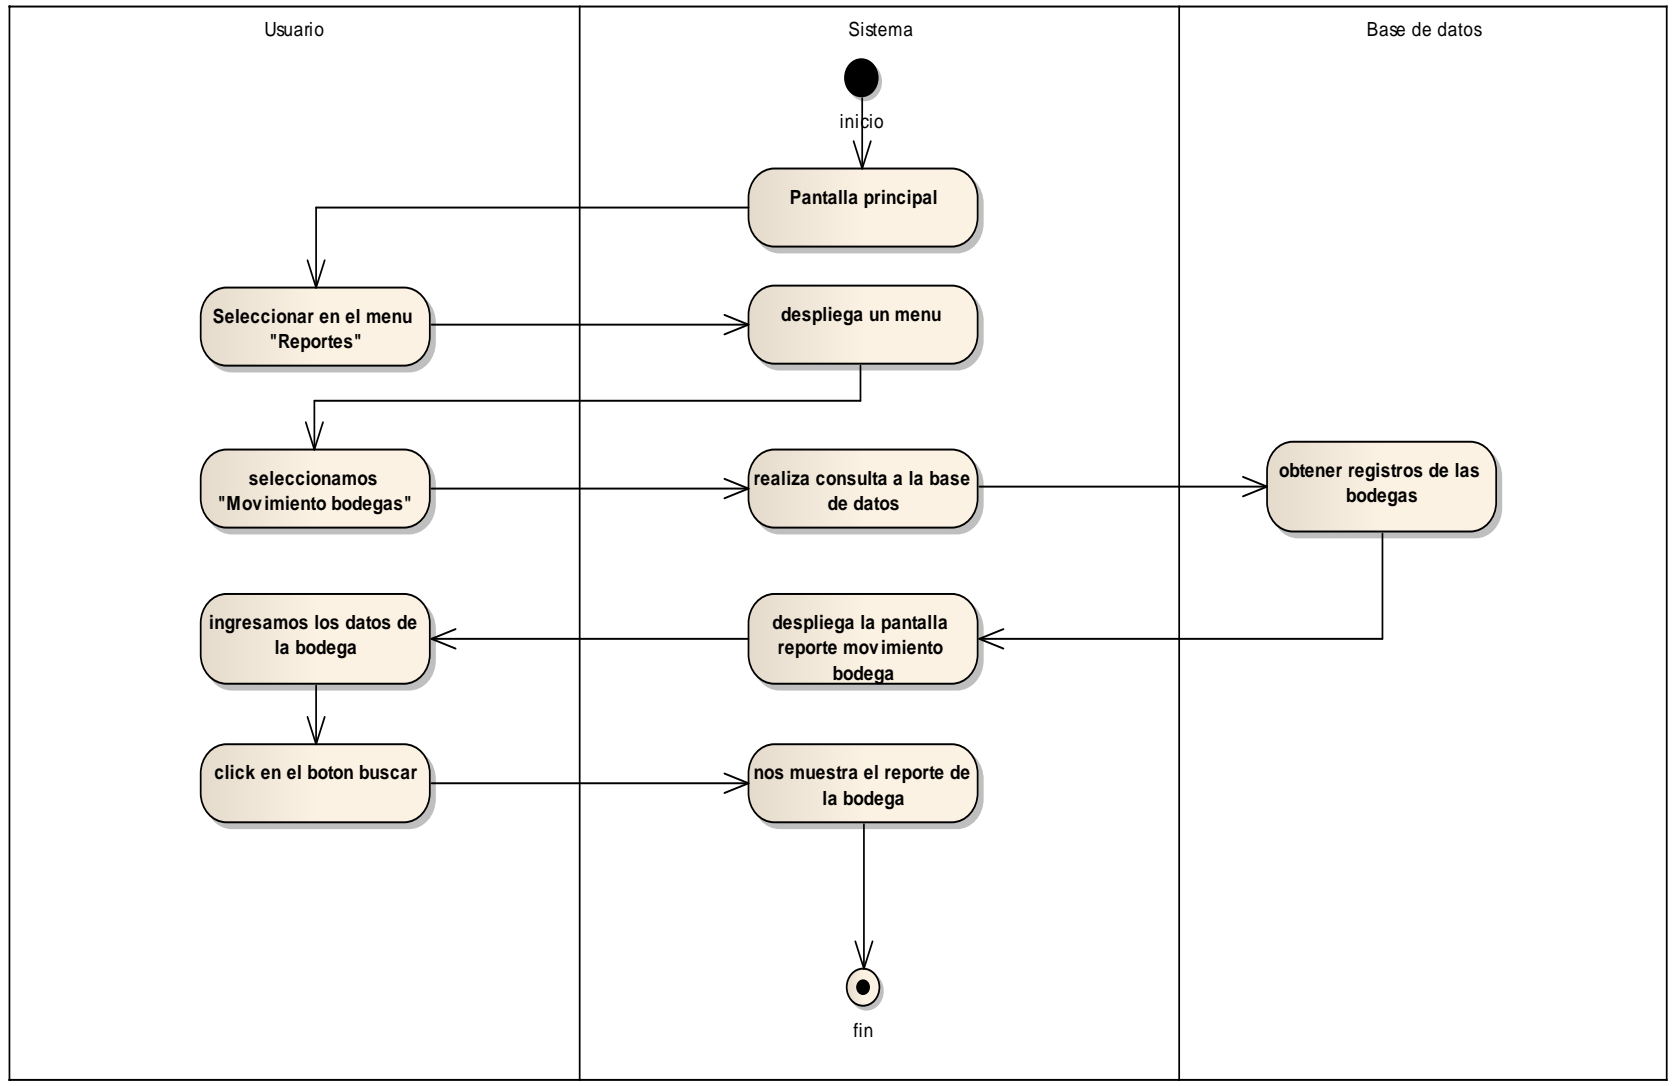 Usuario
Sistema
Base de datos
inicio
Pantalla principal
Seleccionar en el menu
"Reportes"
despliega un menu
seleccionamos
"Movimiento bodegas"
realiza consulta a la base
de datos
obtener registros de las
bodegas
ingresamos los datos de
la bodega
despliega la pantalla
reporte movimiento
bodega
click en el boton buscar
nos muestra el reporte de
la bodega
fin